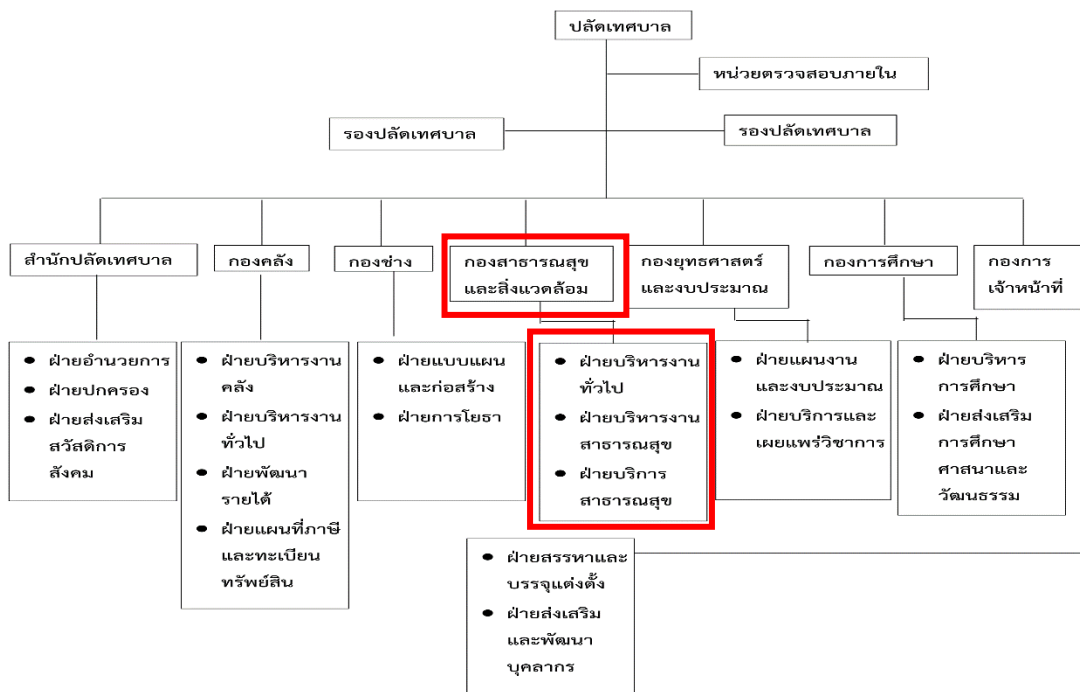 ปลัดเทศบาล
หน่วยตรวจสอบภายใน
รองปลัดเทศบาล
รองปลัดเทศบาล
สำนักปลัดเทศบาล
กองคลัง
กองช่าง
กองสาธารณสุข
และสิ่งแวดล้อม
กองยุทธศาสตร์
และงบประมาณ
กองการศึกษา
กองการ
เจ้าหน้าที่
● ฝ่ายอำนวยการ
● ฝ่ายปกครอง
● ฝ่ายส่งเสริม
สวัสดิการ
สังคม
● ฝ่ายบริหารงาน
คลัง
● ฝ่ายบริหารงาน
ทั่วไป
● ฝ่ายพัฒนา
รายได้
● ฝ่ายแผนที่ภาษี
และทะเบียน
ทรัพย์สิน
● ฝ่ายแบบแผน
และก่อสร้าง
● ฝ่ายการโยธา
● ฝ่ายบริหารงาน
ทั่วไป
● ฝ่ายบริหารงาน
สาธารณสุข
● ฝ่ายบริการ
สาธารณสุข
● ฝ่ายแผนงาน
และงบประมาณ
● ฝ่ายบริการและ
เผยแพร่วิชาการ
● ฝ่ายบริหาร
การศึกษา
● ฝ่ายส่งเสริม
การศึกษา
ศาสนาและ
วัฒนธรรม
● ฝ่ายสรรหาและ
บรรจุแต่งตั้ง
● ฝ่ายส่งเสริม
และพัฒนา
บุคลากร